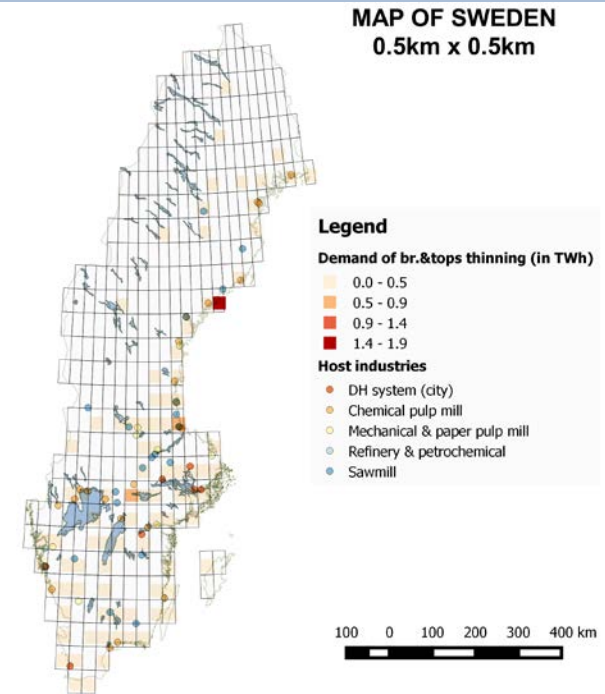 MAP OF SWEDEN
0.5km x 0.5km
Legend
Demand of br.&tops thinning (in TWh)
0.0 - 0.5
0.5 - 0.9
0.9 - 1.4
1.4 - 1.9
Host industries
DH system (city)
Chemical pulp mill
Mechanical & paper pulp mill
Refinery & petrochemical
Sawmill
100 0 100 200 300 400 km